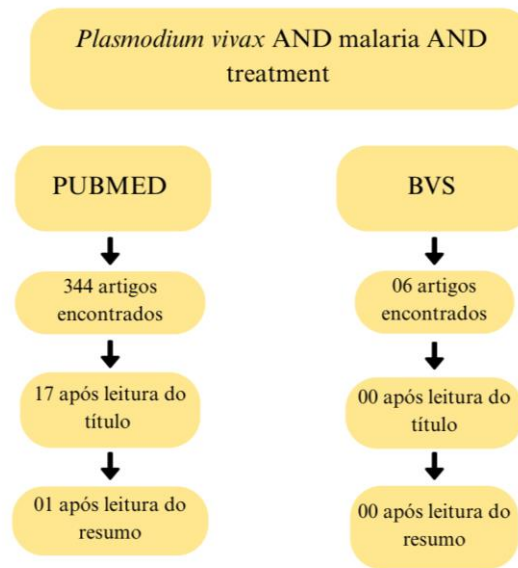 Plasmodium vivax AND malaria AND
treatment
PUBMED
344 artigos
encontrados
17 após leitura do
título
01 após leitura do
resumo
BVS
06 artigos
encontrados
00 após leitura do
título
00 após leitura do
resumo